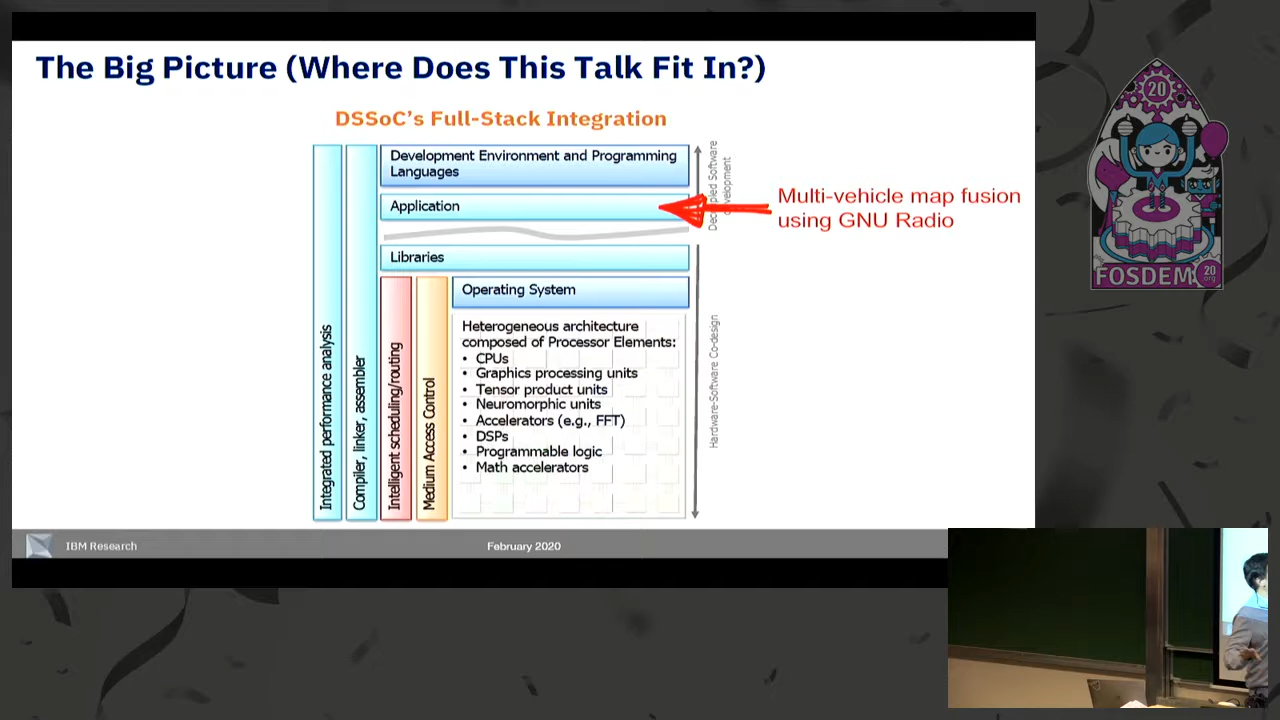 The Big Picture (Where Does This Talk Fit In?)
DSSoC's Full-Stack Integration
Development Environment and Programming
Languages
Application
Libraries
Operating System
Heterogeneous architecture
composed of Processor Elements:
• CPUs
• Graphics processing units
• Tensor product units
• Neuromorphic units
• Accelerators (e.g., FFT)
• DSPs
• Programmable logic
• Math accelerators
Integrated performance analysis
Compiler, linker, assembler
Intelligent scheduling/routing
Medium Access Control
Software
Hardware-Software Co-design
Multi-vehicle map fusion
using GNU Radio
IBM Research
February 2020
20
FOSDEM
20
.org